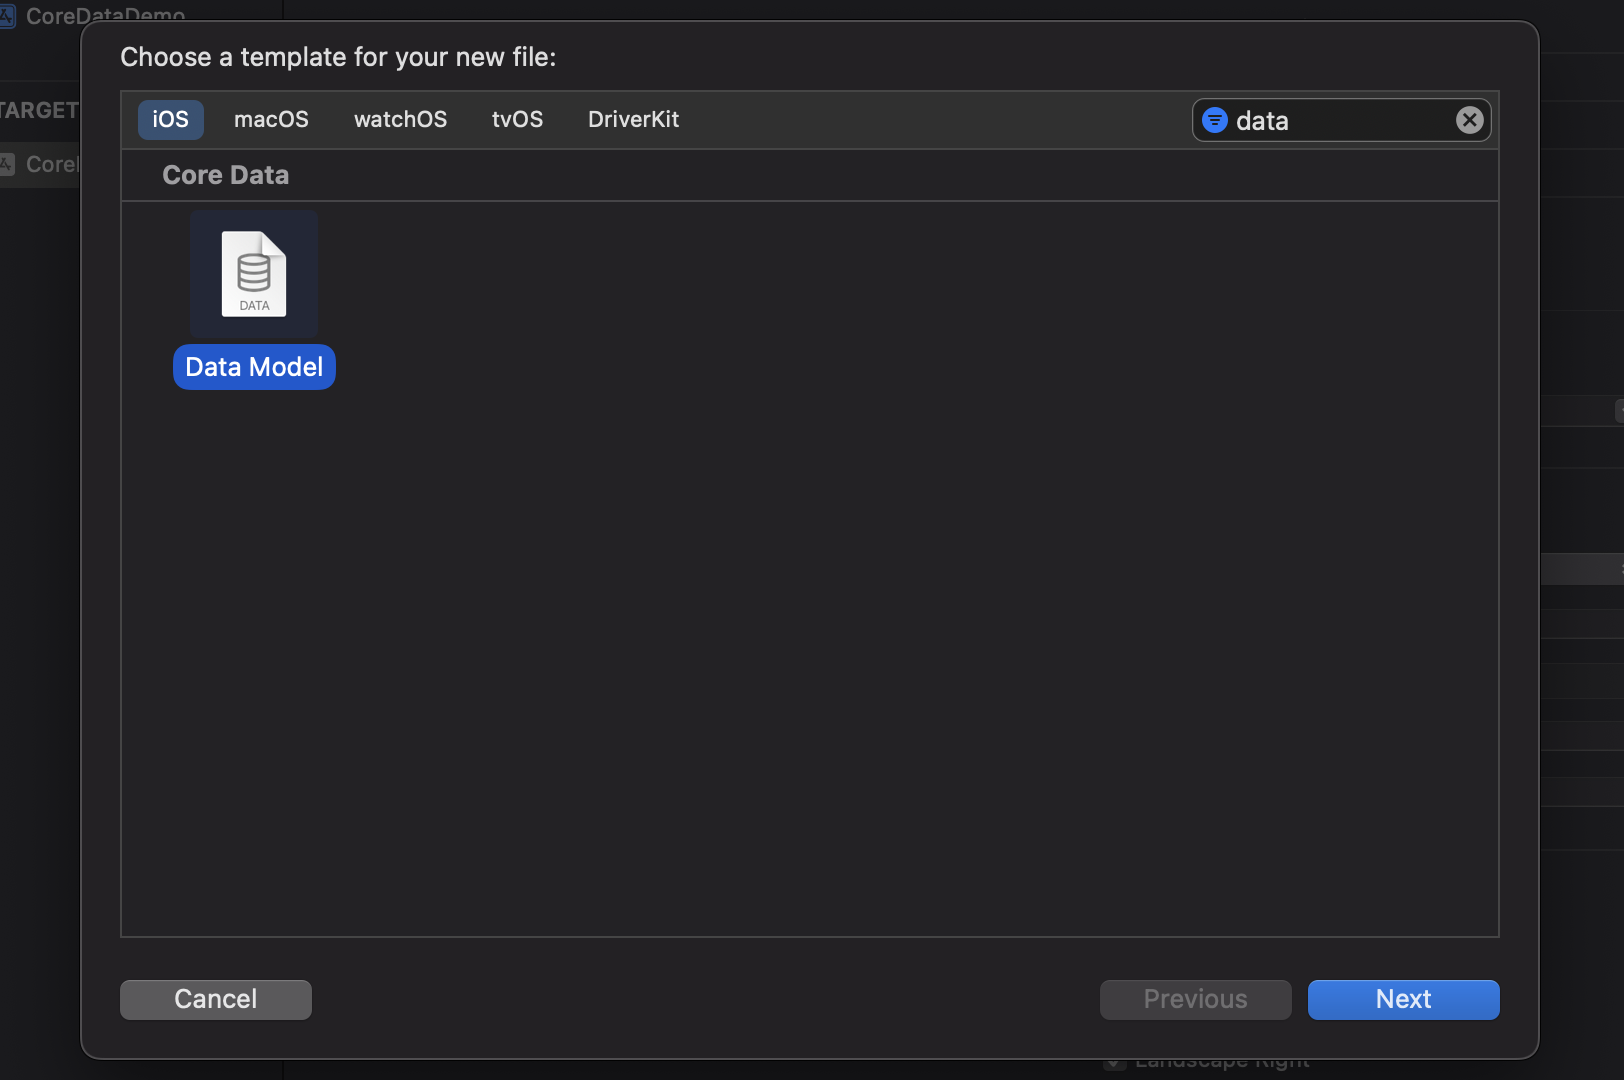 CoreDataDemo
Choose a template for your new file:
TARGET
iOS macOS watchOS tvOS DriverKit data
Core Data
DATA
Data Model
Cancel Previous Next
Landscape Right